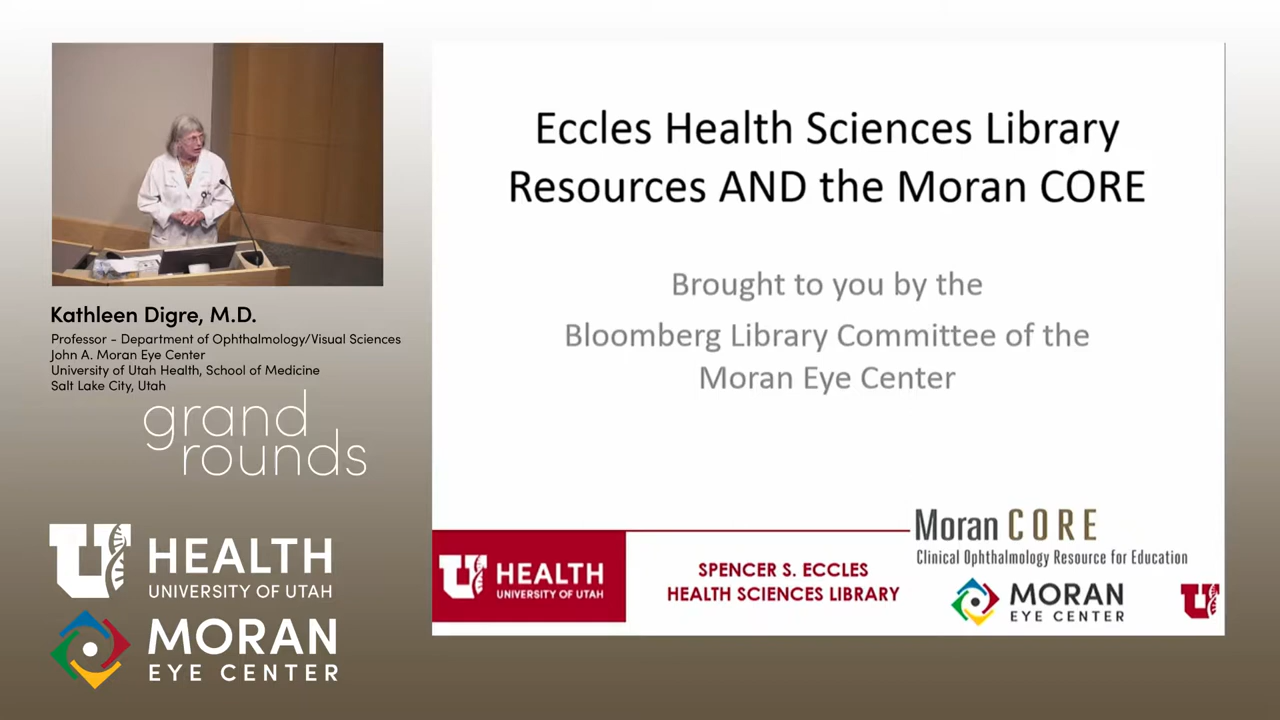 Kathleen Digre, M.D.
Professor - Department of Ophthalmology/Visual Sciences
John A. Moran Eye Center
University of Utah Health, School of Medicine
Salt Lake City, Utah
grand
rounds
U HEALTH
UNIVERSITY OF UTAH
MORAN
EYE CENTER
Eccles Health Sciences Library
Resources AND the Moran CORE
Brought to you by the
Bloomberg Library Committee of the
Moran Eye Center
U HEALTH
UNIVERSITY OF UTAH
SPENCER S. ECCLES
HEALTH SCIENCES LIBRARY
Moran CORE
Clinical Ophthalmology Resource for Education
MORAN
EYE CENTER
U